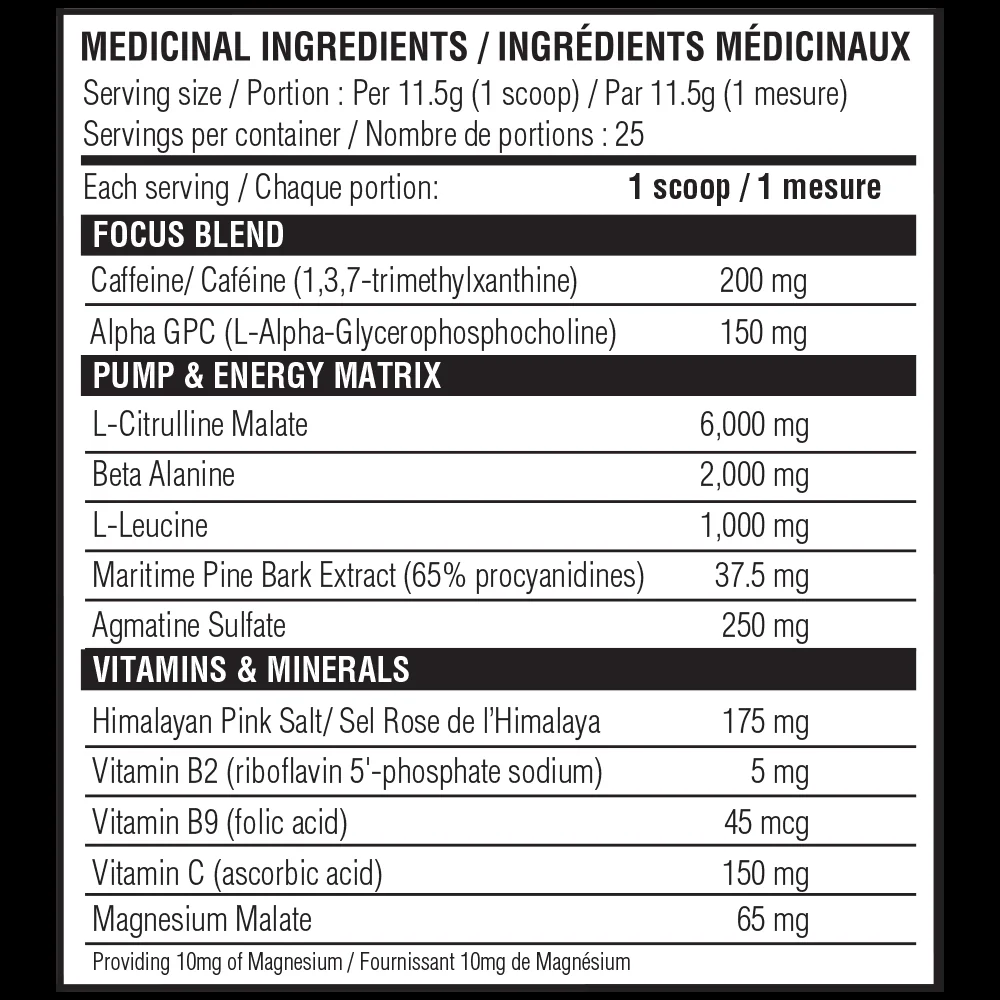 MEDICINAL INGREDIENTS / INGRÉDIENTS MÉDICINAUX
Serving size / Portion : Per 11.5g (1 scoop) / Par 11.5g (1 mesure)
Servings per container / Nombre de portions : 25
Each serving / Chaque portion: 1 scoop / 1 mesure
FOCUS BLEND
Caffeine/ Caféine (1,3,7-trimethylxanthine) 200 mg
Alpha GPC (L-Alpha-Glycerophosphocholine) 150 mg
PUMP & ENERGY MATRIX
L-Citrulline Malate 6,000 mg
Beta Alanine 2,000 mg
L-Leucine 1,000 mg
Maritime Pine Bark Extract (65% procyanidines) 37.5 mg
Agmatine Sulfate 250 mg
VITAMINS & MINERALS
Himalayan Pink Salt/ Sel Rose de l’Himalaya 175 mg
Vitamin B2 (riboflavin 5'-phosphate sodium) 5 mg
Vitamin B9 (folic acid) 45 mcg
Vitamin C (ascorbic acid) 150 mg
Magnesium Malate 65 mg
Providing 10mg of Magnesium / Fournissant 10mg de Magnésium